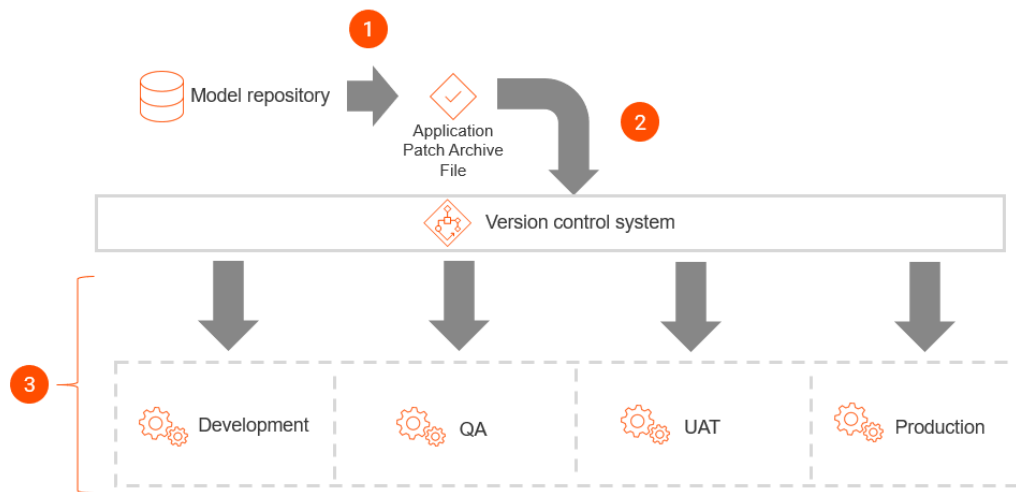 1
Model repository
Application
Patch Archive
File
2
Version control system
3
Development
QA
UAT
Production